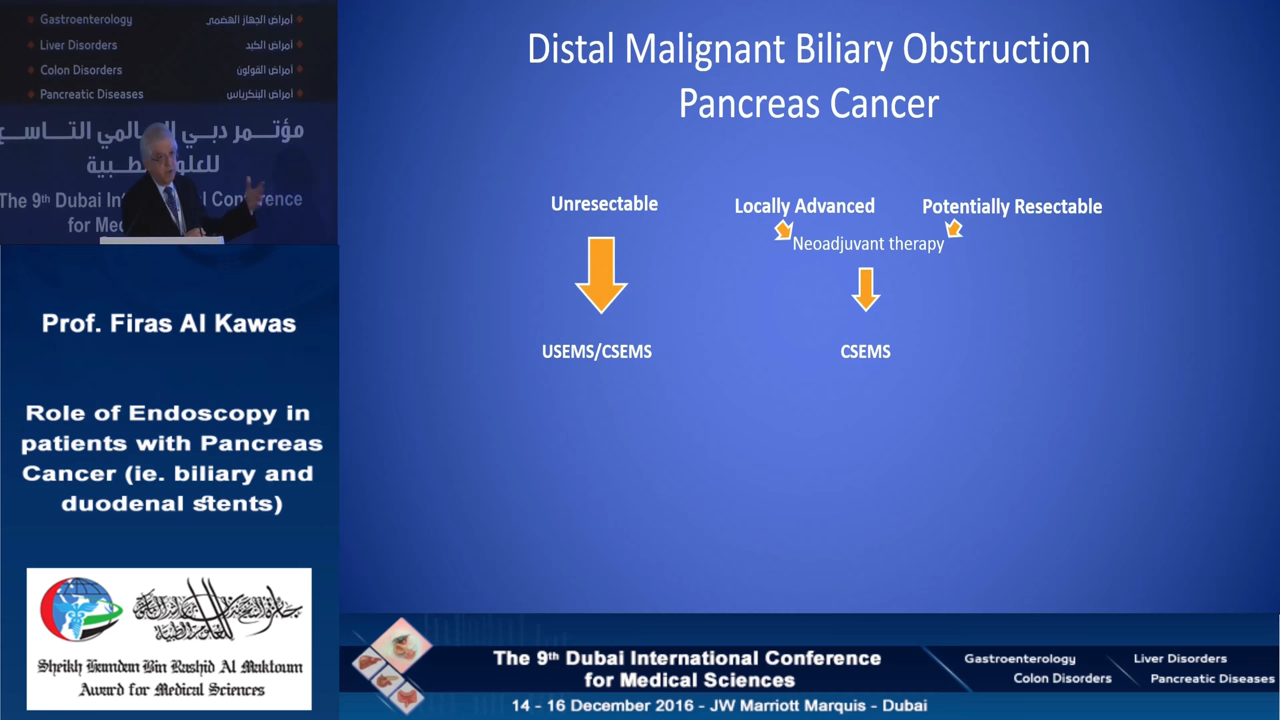 Gastroenterology أمراض الجهاز الهضمي
Liver Disorders أمراض الكبد
Colon Disorders أمراض القولون
Pancreatic Diseases أمراض البنكرياس
مؤتمر دبي التاسع
The 9th Dubai
for
Prof. Firas Al Kawas
Role of Endoscopy in
patients with Pancreas
Cancer (ie. biliary and
duodenal stents)
Sheikh Hamdan Bin Rashid Al Maktoum
Award for Medical Sciences
Distal Malignant Biliary Obstruction
Pancreas Cancer
Unresectable
Locally Advanced
Potentially Resectable
Neoadjuvant therapy
USEMS/CSEMS
CSEMS
The 9th Dubai International Conference
for Medical Sciences
14 - 16 December 2016 - JW Marriott Marquis - Dubai
Gastroenterology
Liver Disorders
Colon Disorders
Pancreatic Diseases